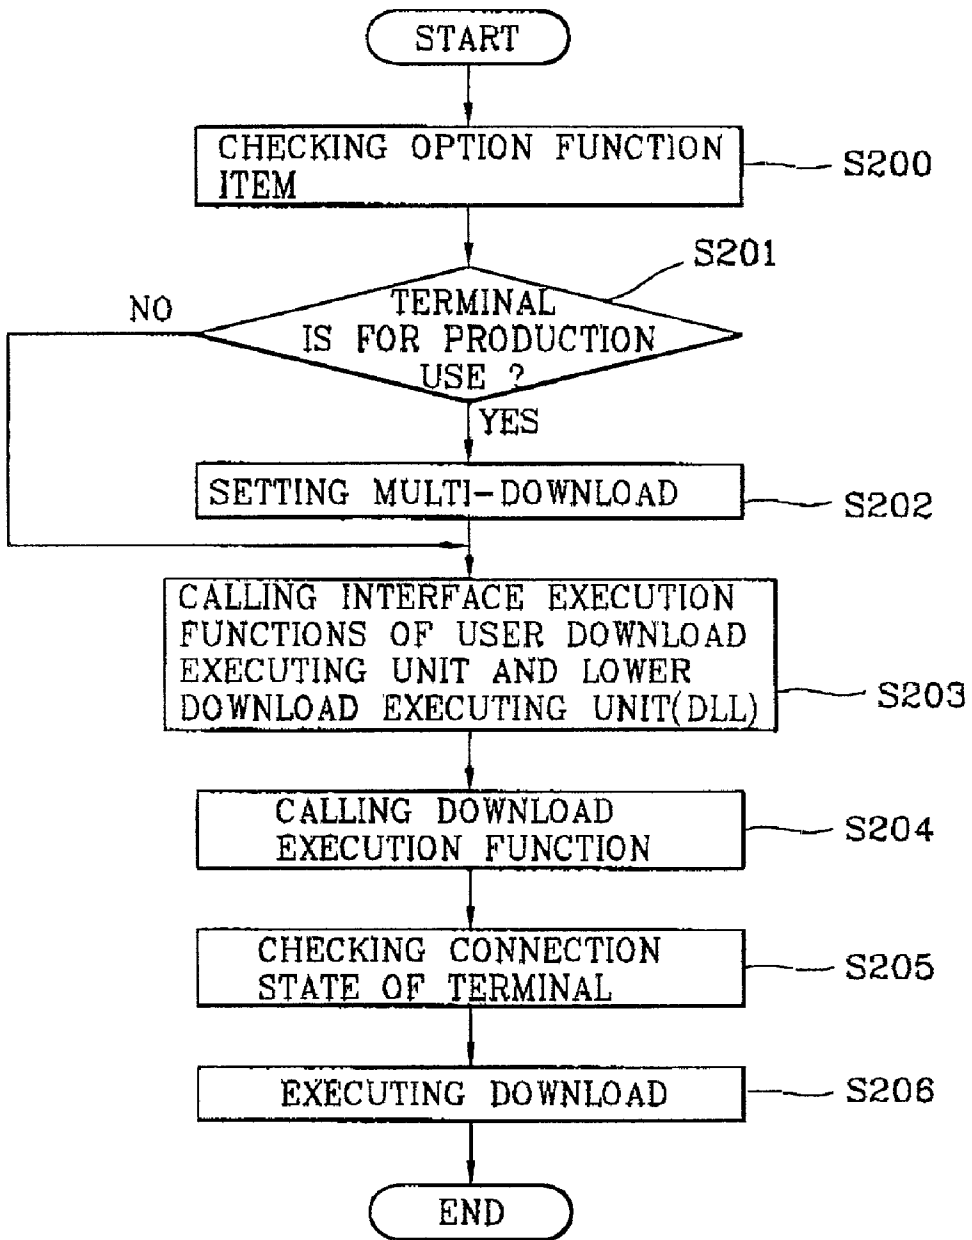 START
CHECKING OPTION FUNCTION
ITEM
S200
S201
NO
TERMINAL
IS FOR PRODUCTION
USE ?
YES
SETTING MULTI-DOWNLOAD
S202
CALLING INTERFACE EXECUTION
FUNCTIONS OF USER DOWNLOAD
EXECUTING UNIT AND LOWER
DOWNLOAD EXECUTING UNIT(DLL)
S203
CALLING DOWNLOAD
EXECUTION FUNCTION
S204
CHECKING CONNECTION
STATE OF TERMINAL
S205
EXECUTING DOWNLOAD
S206
END